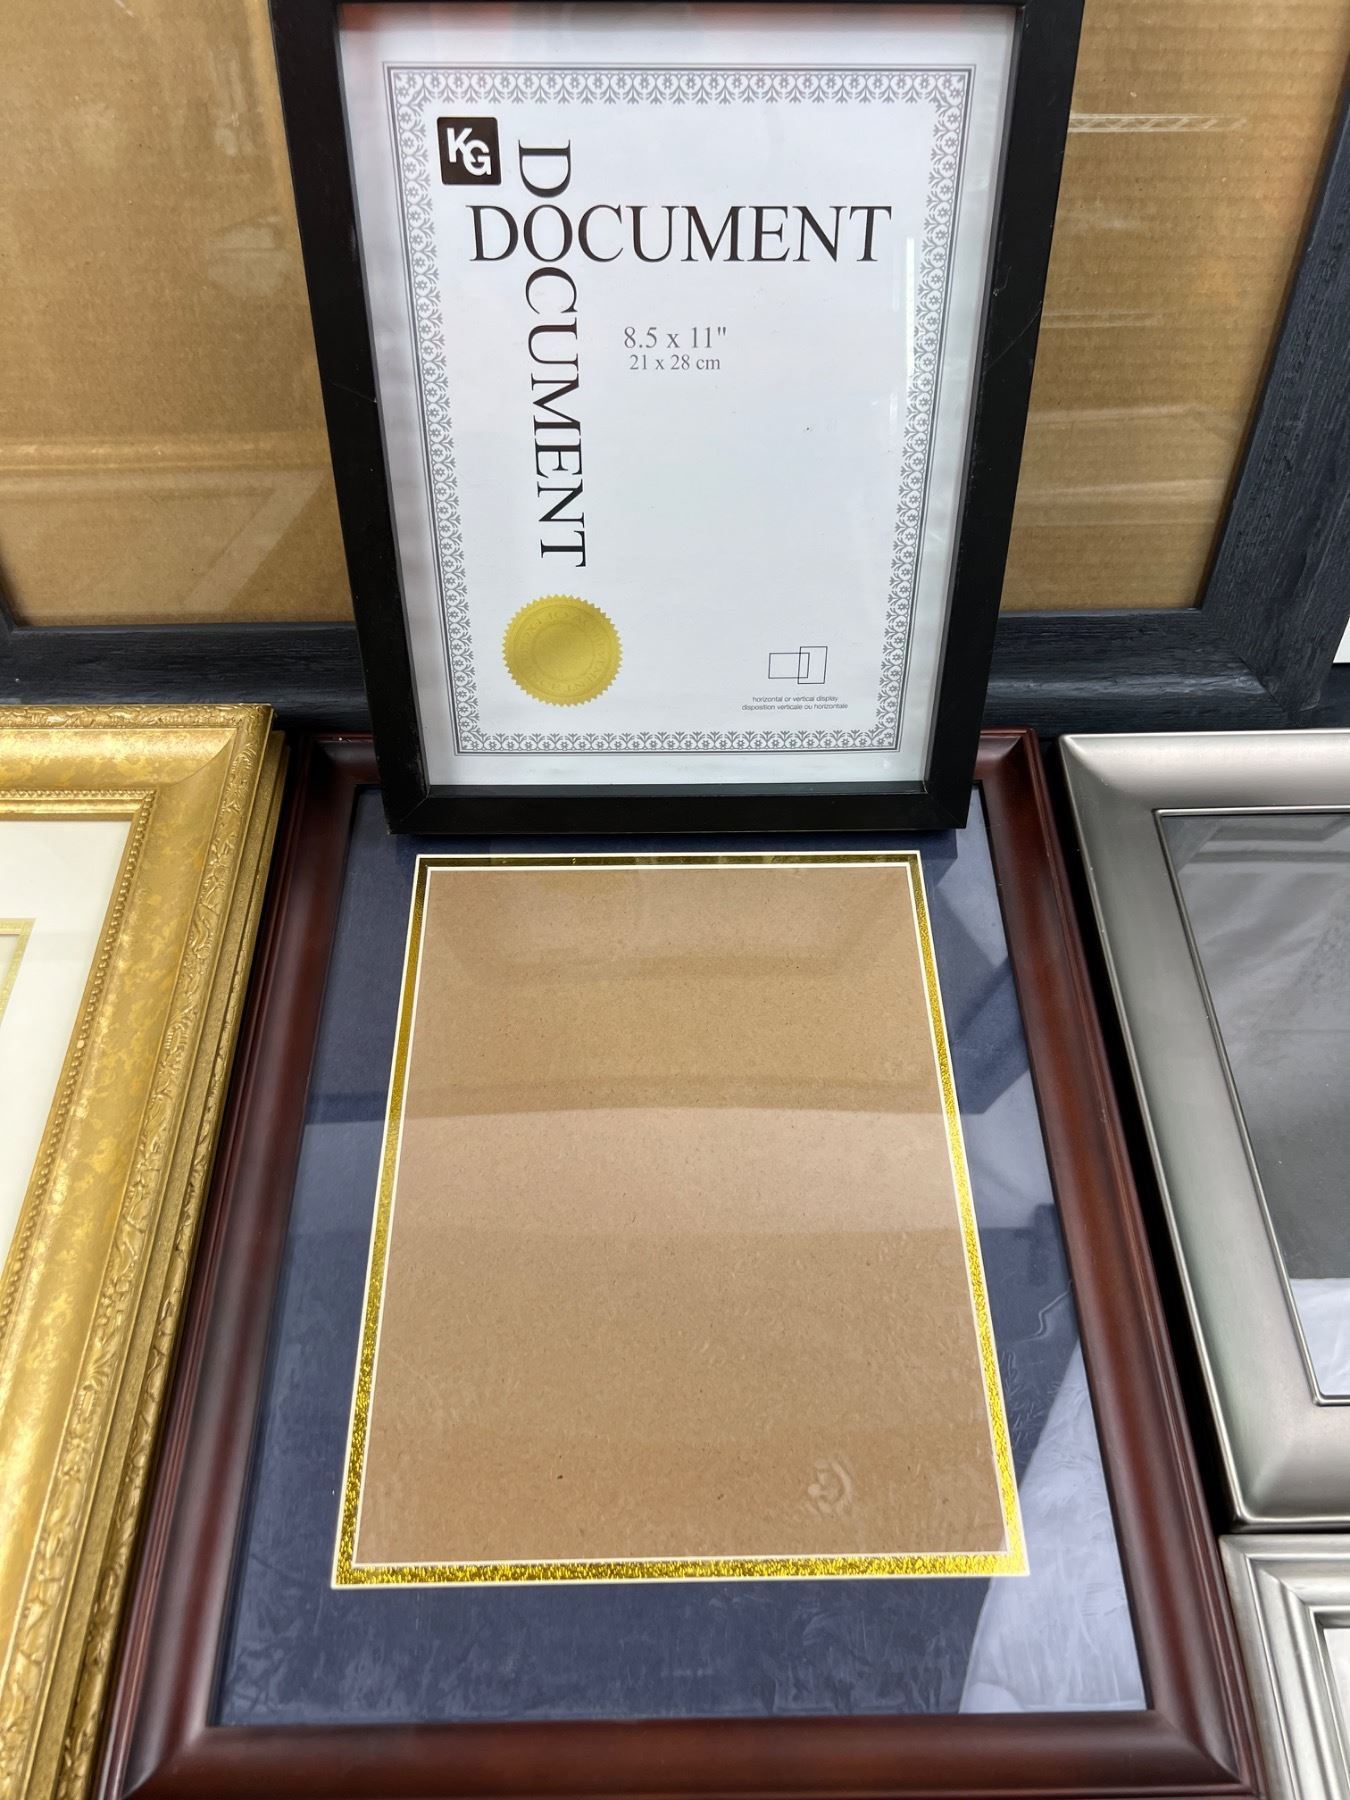 KG
DOCUMENT
DOCUMENT
8.5 x 11"
21 x 28 cm
horizontal or vertical display
disposition verticale ou horizontale